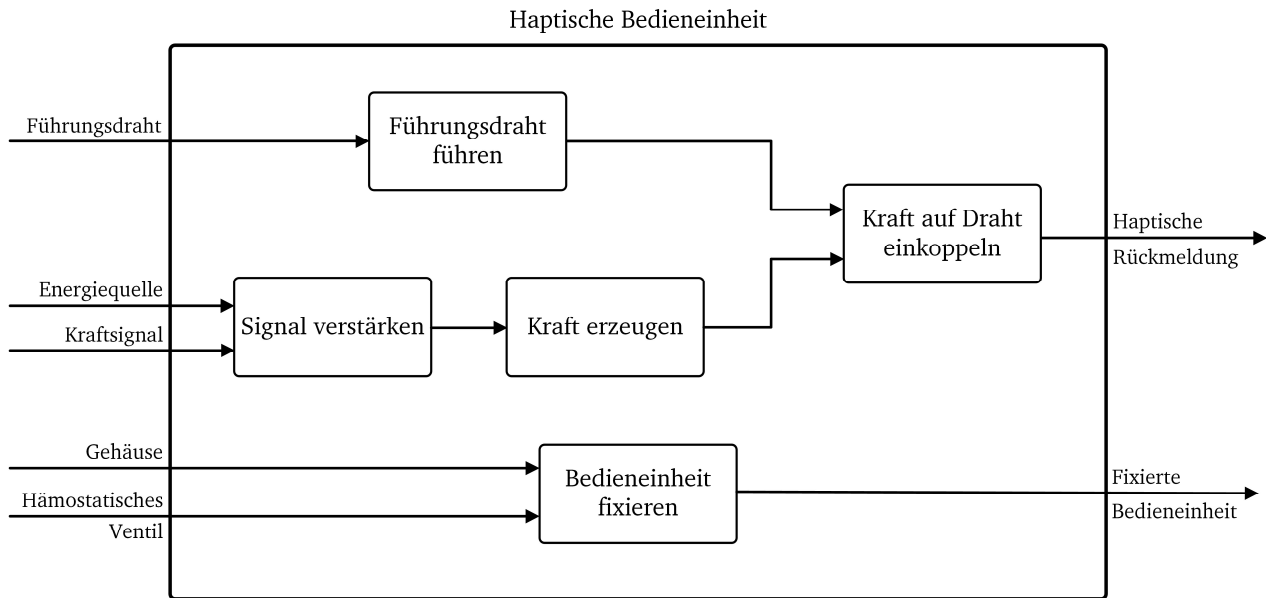 Haptische Bedieneinheit
Führungsdraht
Führungsdraht
führen
Kraft auf Draht
einkoppeln
Haptische
Rückmeldung
Energiequelle
Kraftsignal
Signal verstärken
Kraft erzeugen
Gehäuse
Hämostatisches
Ventil
Bedieneinheit
fixieren
Fixierte
Bedieneinheit